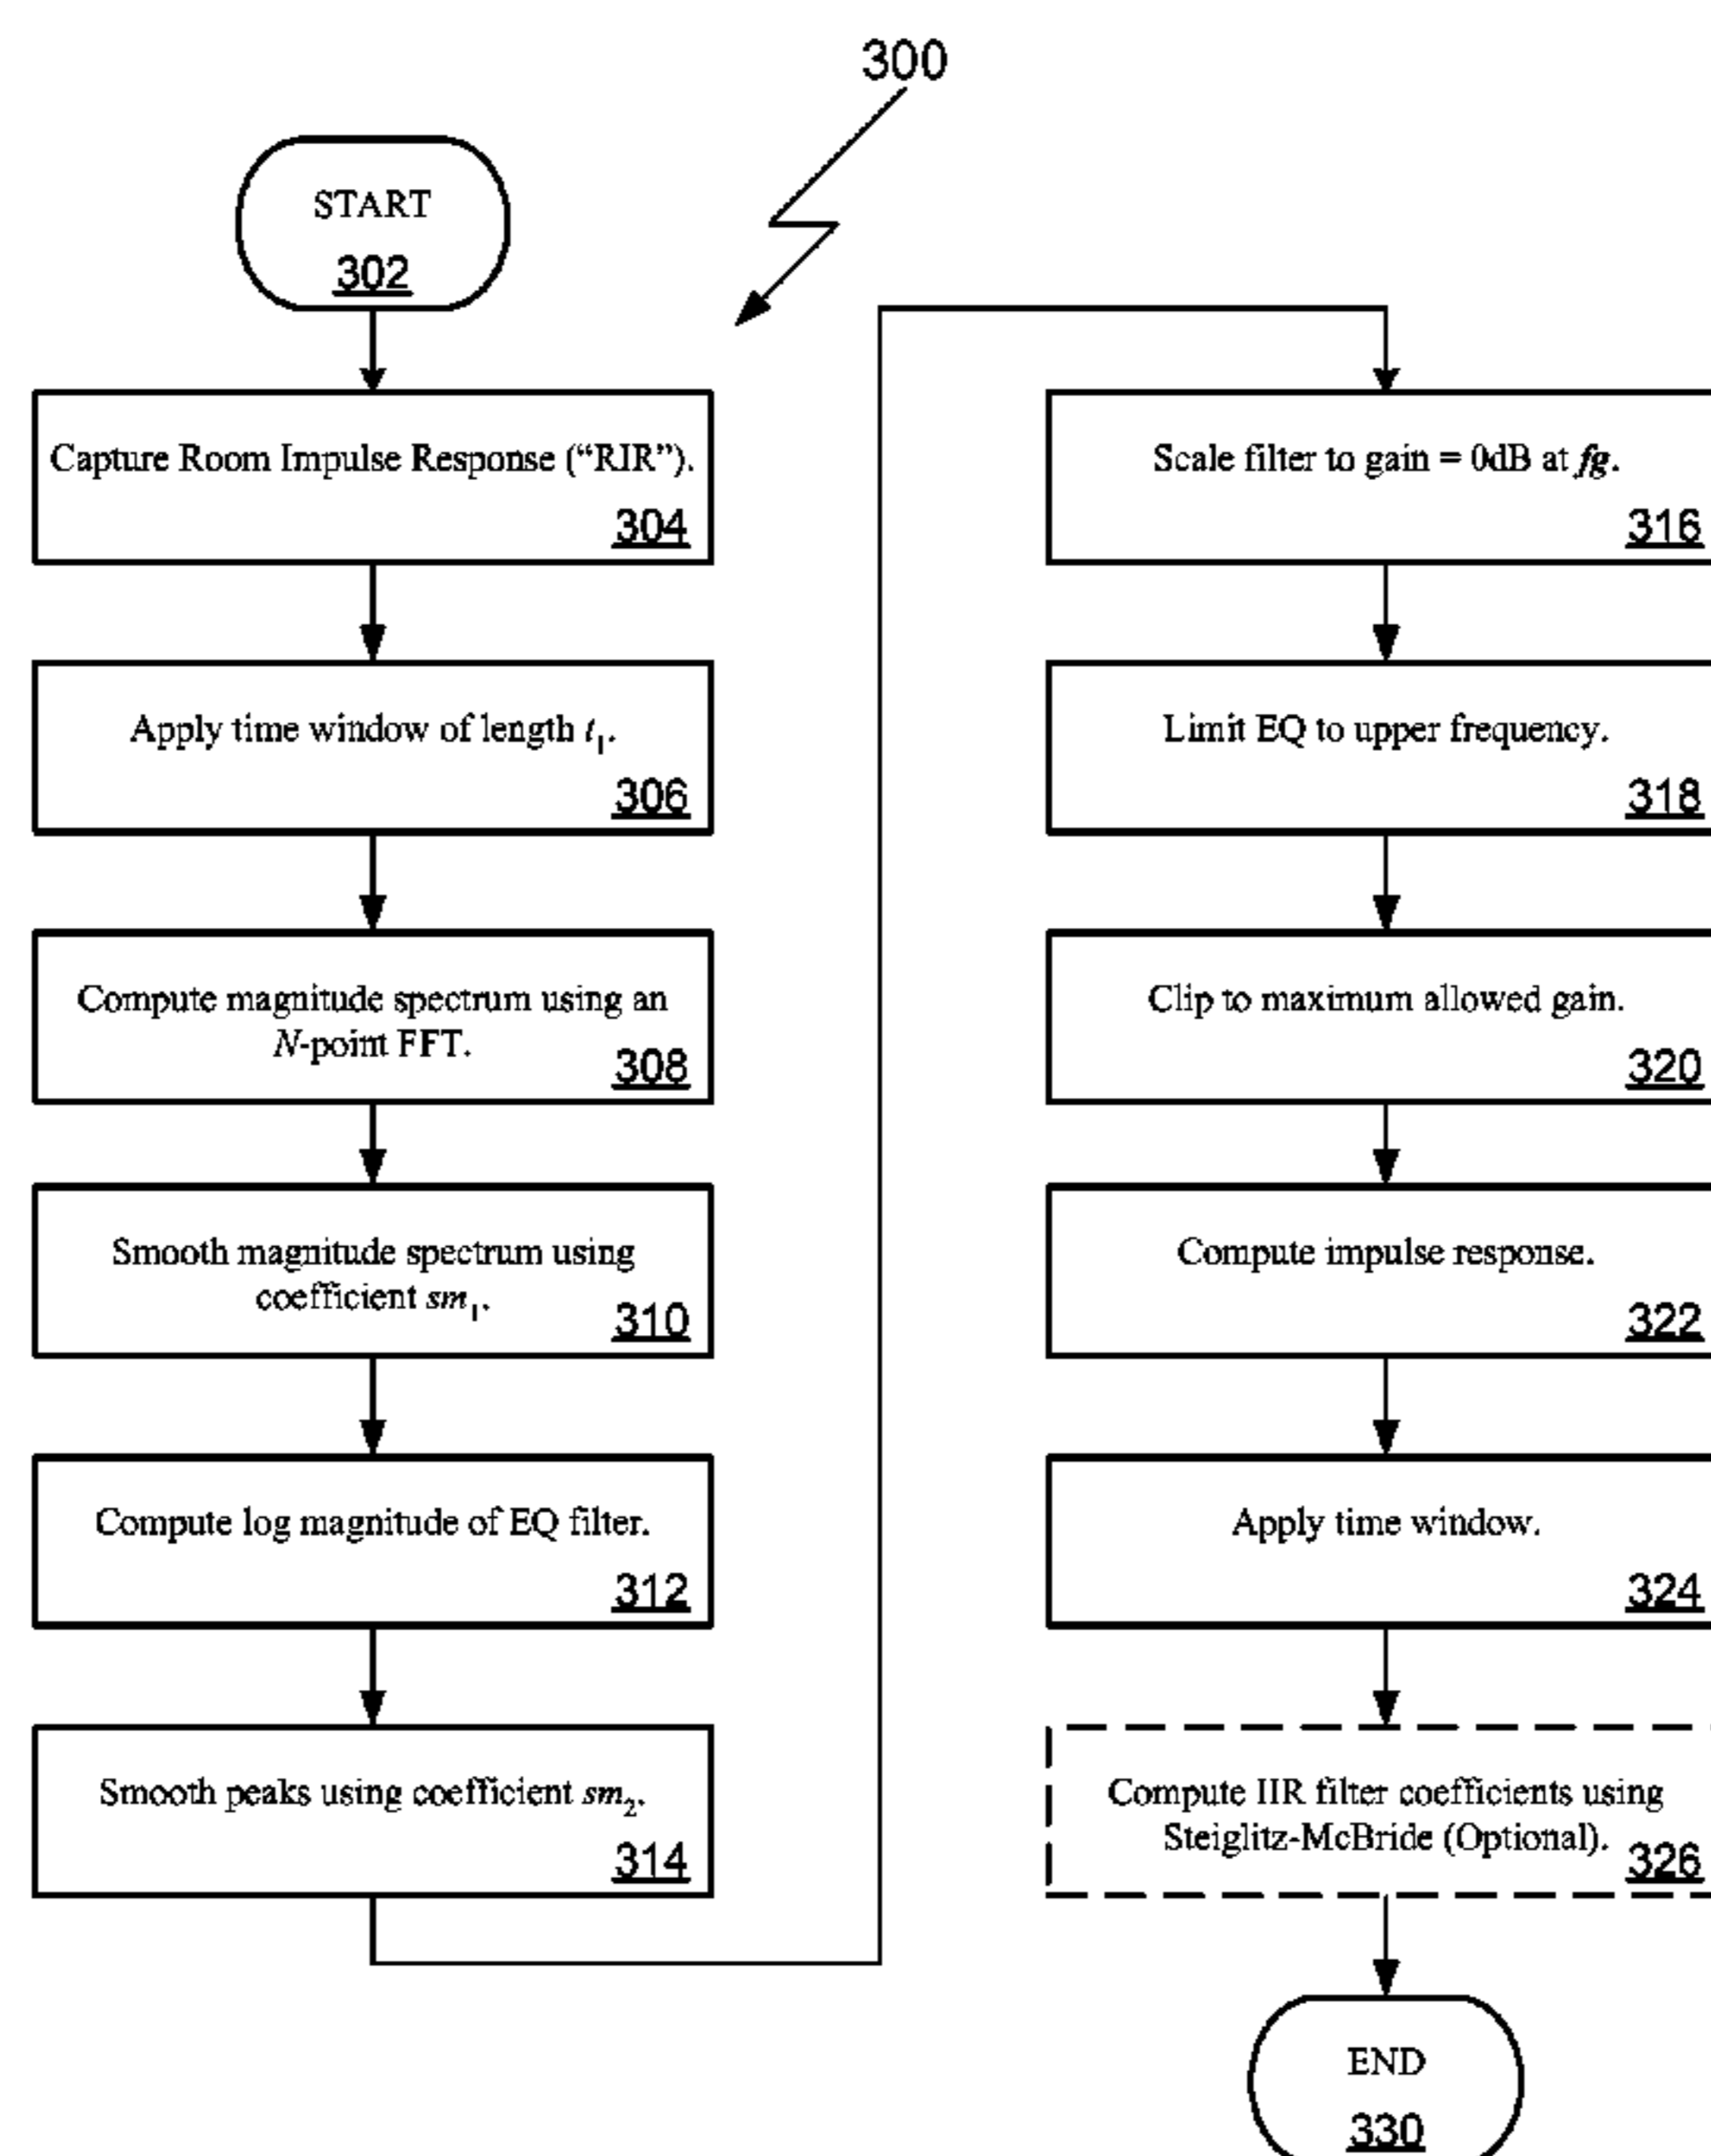 300
START
302
Capture Room Impulse Response (“RIR”).
304
Apply time window of length t₁.
306
Compute magnitude spectrum using an
N-point FFT.
308
Smooth magnitude spectrum using
coefficient sm₁.
310
Compute log magnitude of EQ filter.
312
Smooth peaks using coefficient sm₂.
314
Scale filter to gain = 0dB at fg.
316
Limit EQ to upper frequency.
318
Clip to maximum allowed gain.
320
Compute impulse response.
322
Apply time window.
324
Compute IIR filter coefficients using
Steiglitz-McBride (Optional).
326
END
330